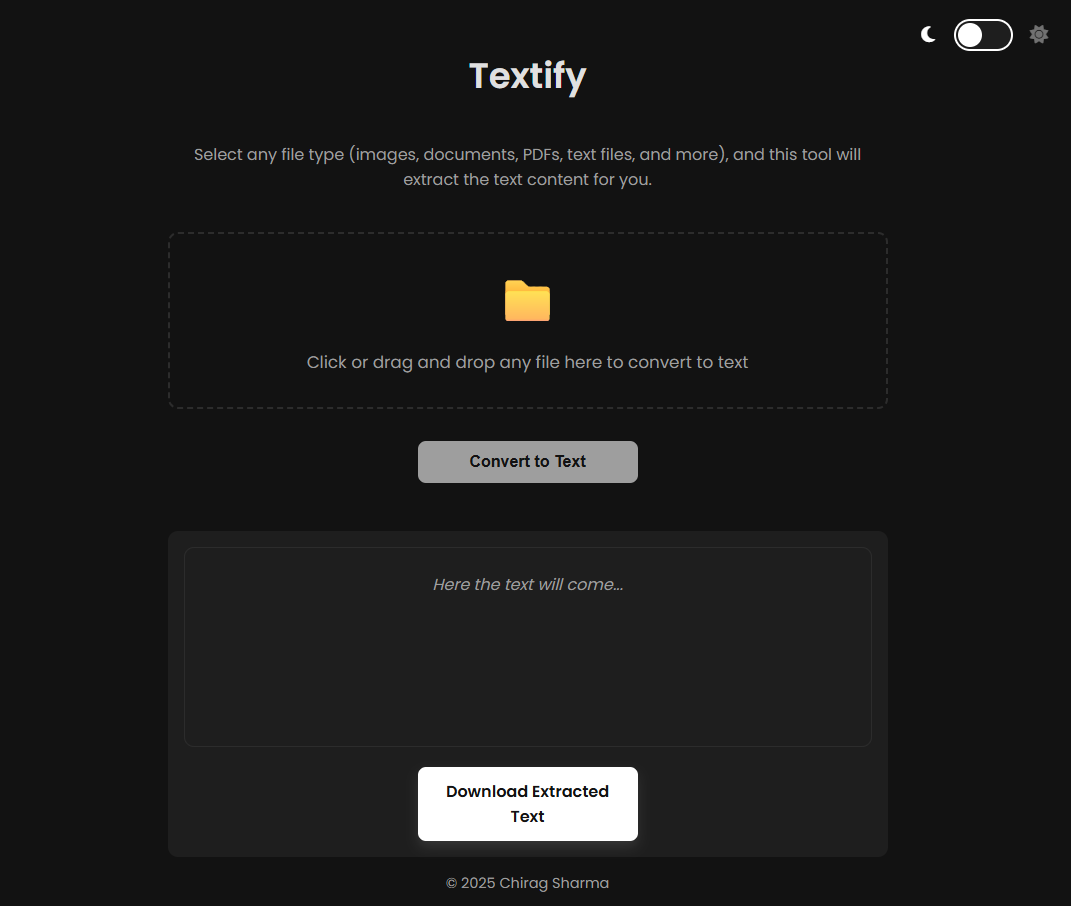 Textify
Select any file type (images, documents, PDFs, text files, and more), and this tool will
extract the text content for you.
Click or drag and drop any file here to convert to text
Convert to Text
Here the text will come...
Download Extracted
Text
© 2025 Chirag Sharma